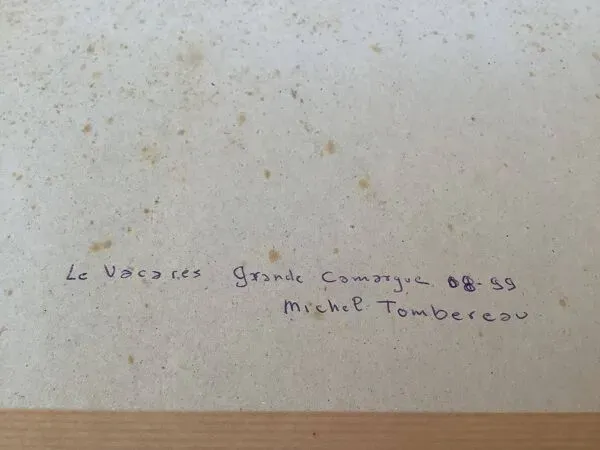 Le Vacares grande Camargue 08-99
Michel Tombereau